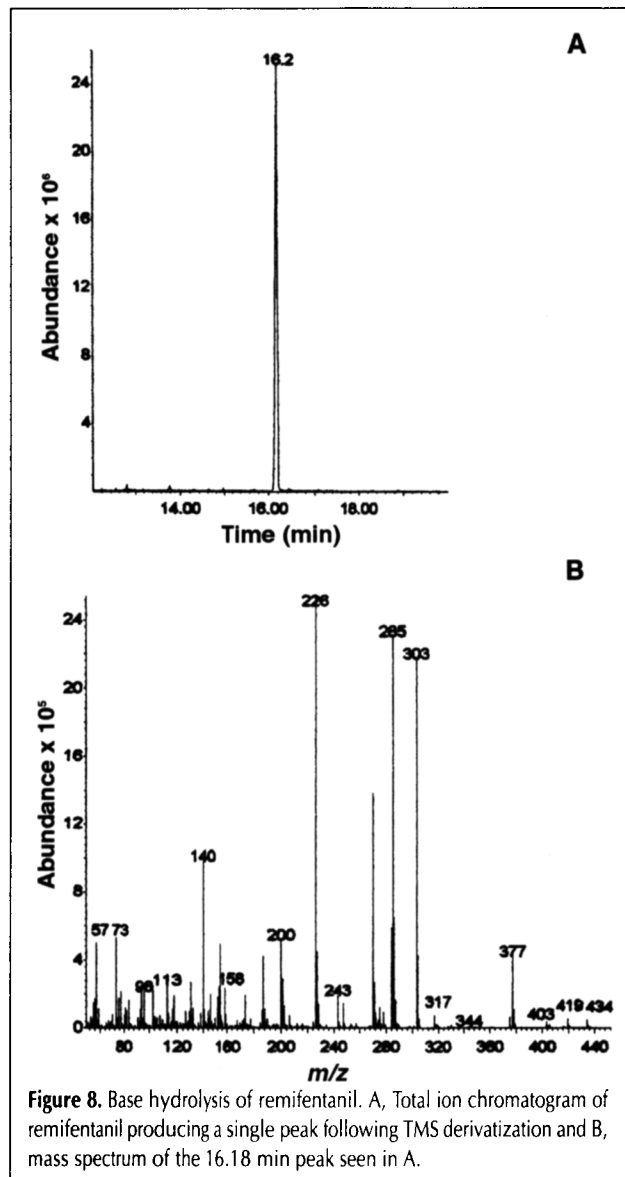 A
16.2
24
20
16
12
8
4
Abundance x 10⁶
14.00 16.00 18.00
Time (min)
B
226
24
285
303
20
16
12
140
8
57 73
200
4
377
98 113 156
243
317
344
403 419 434
0
Abundance x 10⁵
80 120 160 200 240 280 320 360 400 440
m/z
Figure 8. Base hydrolysis of remifentanil. A, Total ion chromatogram of
remifentanil producing a single peak following TMS derivatization and B,
mass spectrum of the 16.18 min peak seen in A.